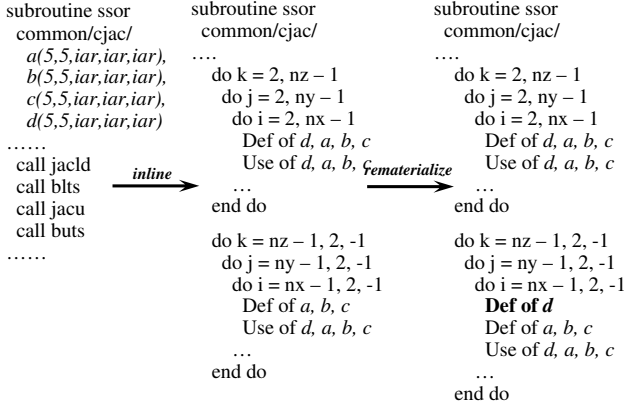 subroutine ssor
common/cjac/
a(5,5,iar,iar,iar),
b(5,5,iar,iar,iar),
c(5,5,iar,iar,iar),
d(5,5,iar,iar,iar)
......
call jacld
call blts
call jacu
call buts
......
inline
subroutine ssor
common/cjac/
....
do k = 2, nz – 1
do j = 2, ny – 1
do i = 2, nx – 1
Def of d, a, b, c
Use of d, a, b, c
...
end do
do k = nz – 1, 2, -1
do j = ny – 1, 2, -1
do i = nx – 1, 2, -1
Def of a, b, c
Use of d, a, b, c
...
end do
rematerialize
subroutine ssor
common/cjac/
....
do k = 2, nz – 1
do j = 2, ny – 1
do i = 2, nx – 1
Def of d, a, b, c
Use of d, a, b, c
...
end do
do k = nz – 1, 2, -1
do j = ny – 1, 2, -1
do i = nx – 1, 2, -1
Def of d
Def of a, b, c
Use of d, a, b, c
...
end do